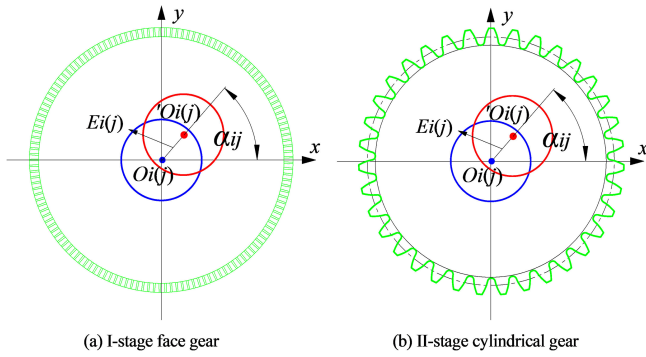 y
'Oi(j)
Ei(j)
αij
x
Oi(j)
(a) I-stage face gear
y
'Oi(j)
Ei(j)
αij
x
Oi(j)
(b) II-stage cylindrical gear